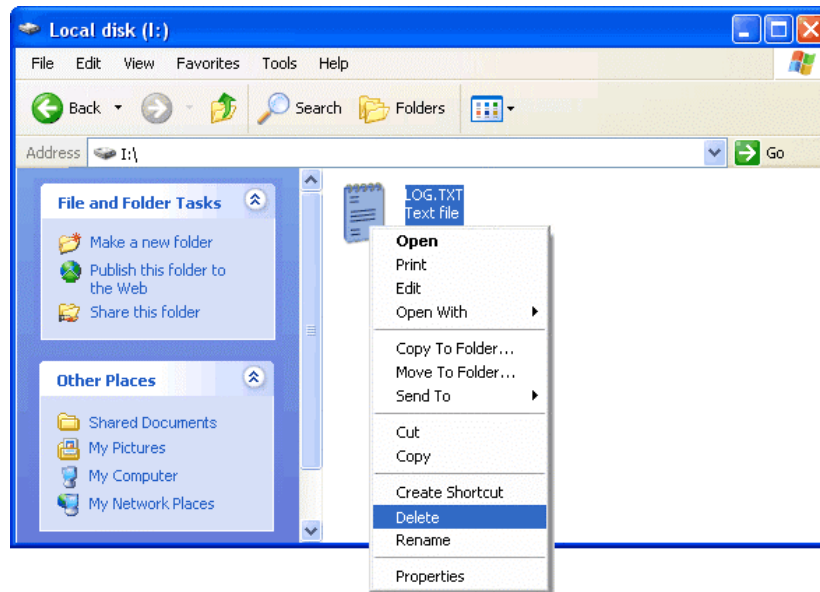 Local disk (I:)
File Edit View Favorites Tools Help
Back Search Folders
Address I:\ Go
File and Folder Tasks
Make a new folder
Publish this folder to
the Web
Share this folder
Other Places
Shared Documents
My Pictures
My Computer
My Network Places
LOG.TXT
Text file
Open
Print
Edit
Open With
Copy To Folder...
Move To Folder...
Send To
Cut
Copy
Create Shortcut
Delete
Rename
Properties